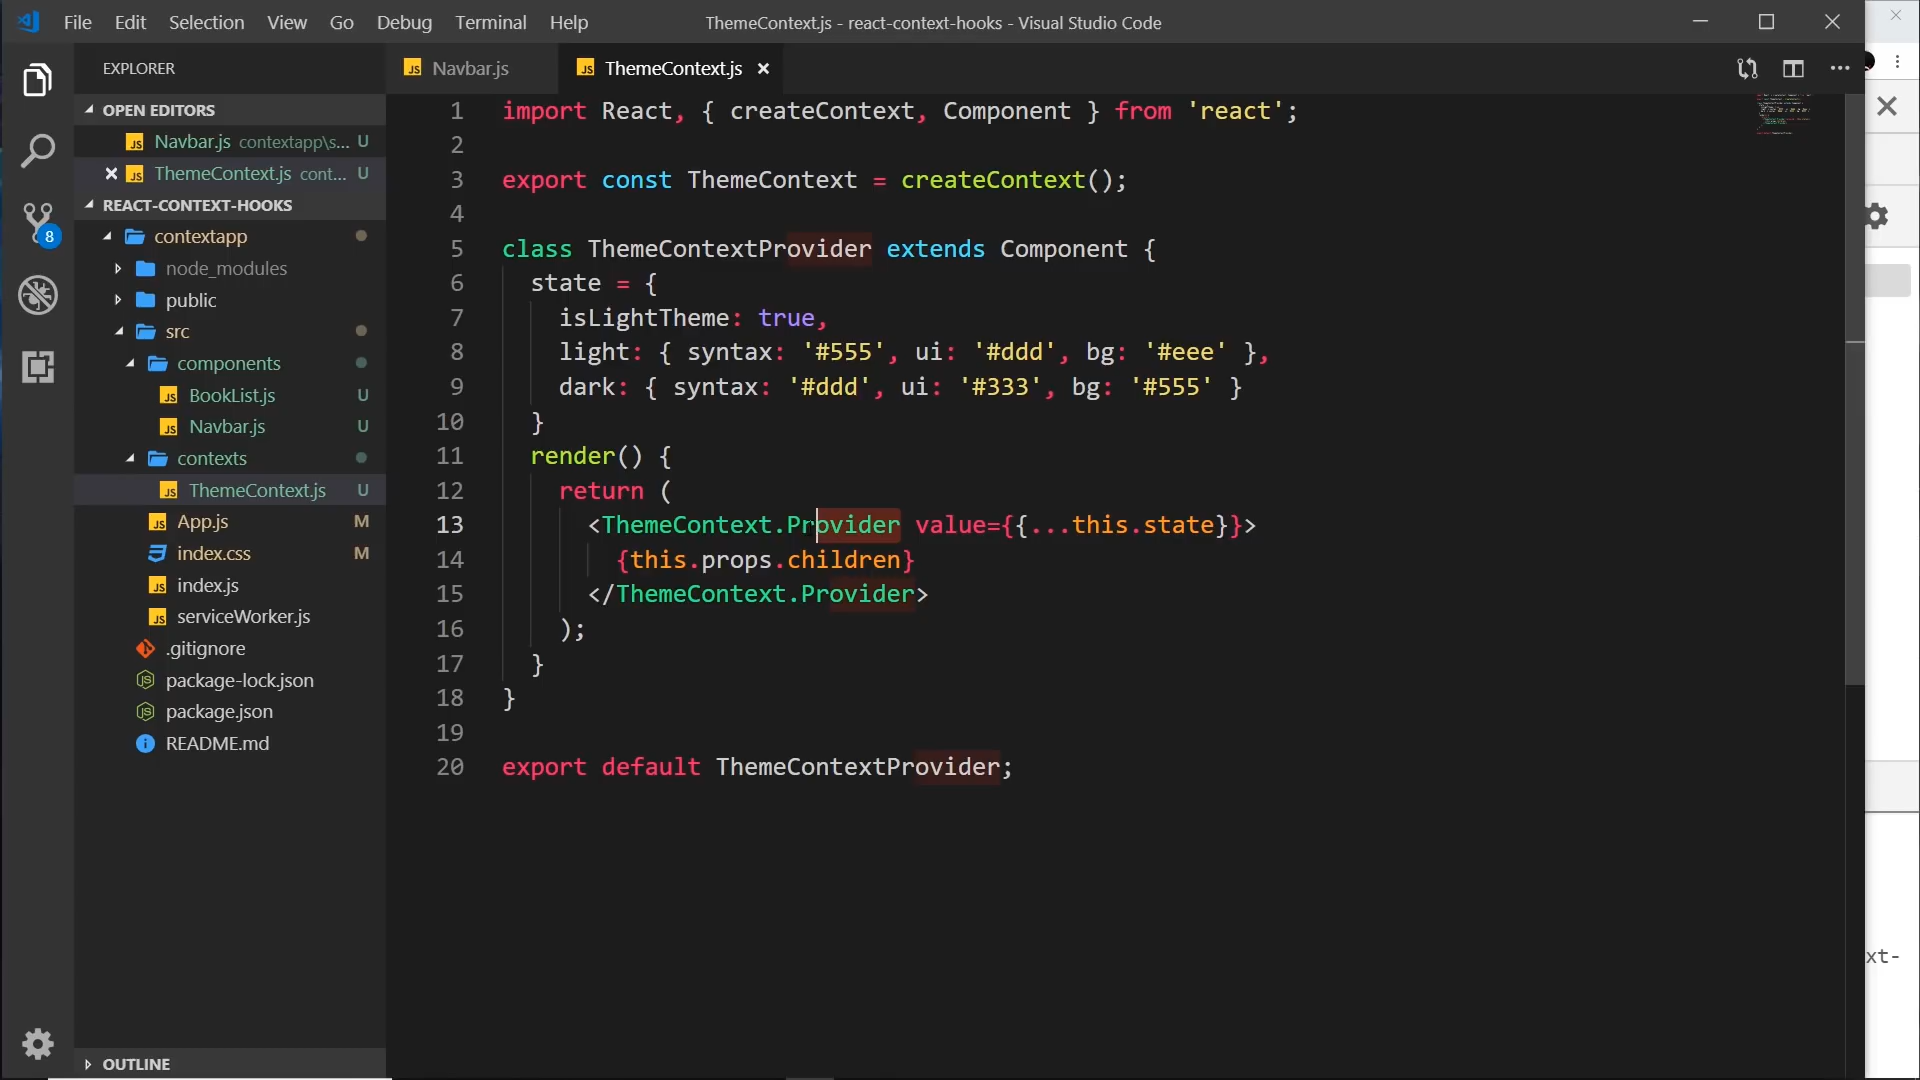 File Edit Selection View Go Debug Terminal Help
ThemeContext.js - react-context-hooks - Visual Studio Code
EXPLORER
OPEN EDITORS
Navbar.js contextapp\s... U
ThemeContext.js cont... U
REACT-CONTEXT-HOOKS
contextapp
node_modules
public
src
components
BookList.js U
Navbar.js U
contexts
ThemeContext.js U
App.js M
index.css M
index.js
serviceWorker.js
.gitignore
package-lock.json
package.json
README.md
OUTLINE
8
Navbar.js
ThemeContext.js
1 import React, { createContext, Component } from 'react';
2
3 export const ThemeContext = createContext();
4
5 class ThemeContextProvider extends Component {
6 state = {
7 isLightTheme: true,
8 light: { syntax: '#555', ui: '#ddd', bg: '#eee' },
9 dark: { syntax: '#ddd', ui: '#333', bg: '#555' }
10 }
11 render() {
12 return (
13 <ThemeContext.Provider value={{...this.state}}>
14 {this.props.children}
15 </ThemeContext.Provider>
16 );
17 }
18 }
19
20 export default ThemeContextProvider;
xt-